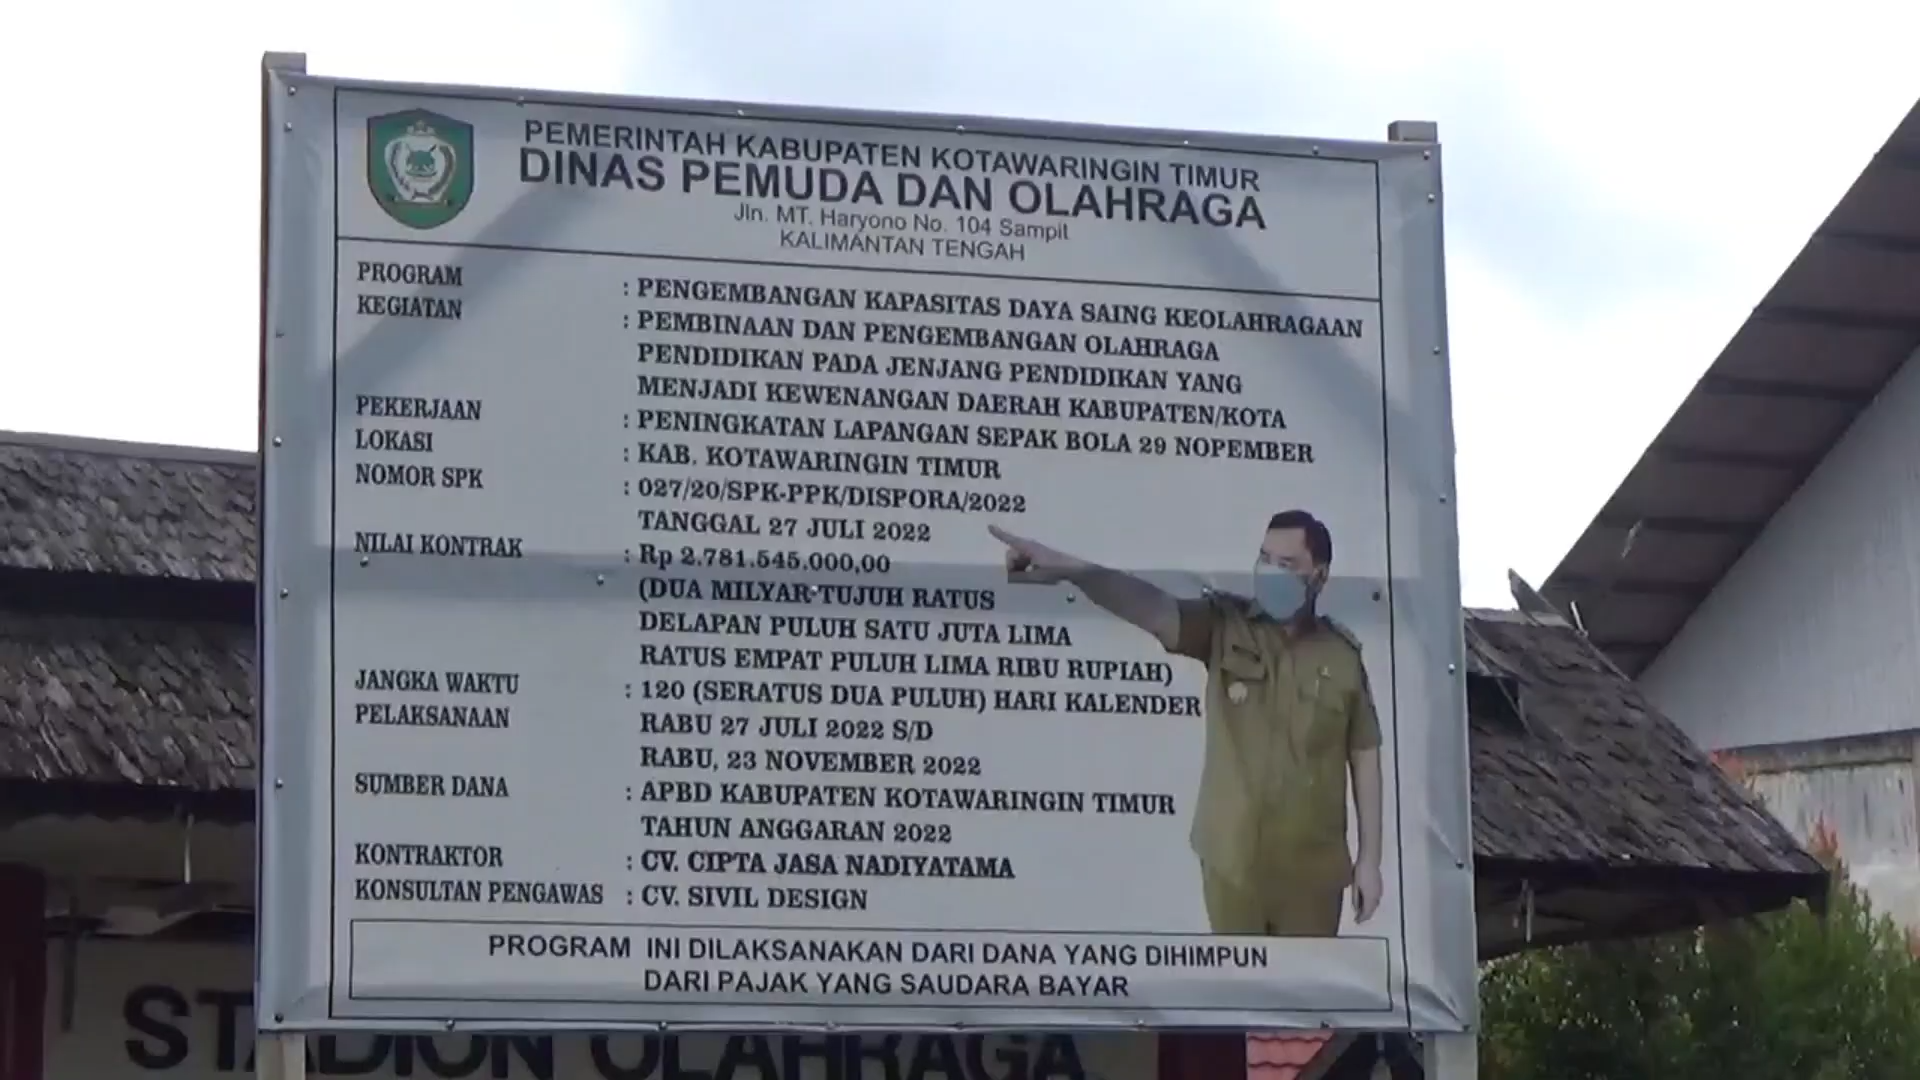 PEMERINTAH KABUPATEN KOTAWARINGIN TIMUR
DINAS PEMUDA DAN OLAHRAGA
Jln. MT. Haryono No. 104 Sampit
KALIMANTAN TENGAH
PROGRAM : PENGEMBANGAN KAPASITAS DAYA SAING KEOLAHRAGAAN
KEGIATAN : PEMBINAAN DAN PENGEMBANGAN OLAHRAGA
PENDIDIKAN PADA JENJANG PENDIDIKAN YANG
MENJADI KEWENANGAN DAERAH KABUPATEN/KOTA
PEKERJAAN : PENINGKATAN LAPANGAN SEPAK BOLA 29 NOPEMBER
LOKASI : KAB. KOTAWARINGIN TIMUR
NOMOR SPK : 027/20/SPK-PPK/DISPORA/2022
TANGGAL 27 JULI 2022
NILAI KONTRAK : Rp 2.781.545.000,00
(DUA MILYAR TUJUH RATUS
DELAPAN PULUH SATU JUTA LIMA
RATUS EMPAT PULUH LIMA RIBU RUPIAH)
JANGKA WAKTU : 120 (SERATUS DUA PULUH) HARI KALENDER
PELAKSANAAN RABU 27 JULI 2022 S/D
RABU, 23 NOVEMBER 2022
SUMBER DANA : APBD KABUPATEN KOTAWARINGIN TIMUR
TAHUN ANGGARAN 2022
KONTRAKTOR : CV. CIPTA JASA NADIYATAMA
KONSULTAN PENGAWAS : CV. SIVIL DESIGN
PROGRAM INI DILAKSANAKAN DARI DANA YANG DIHIMPUN
DARI PAJAK YANG SAUDARA BAYAR
STADION OLAHRAGA